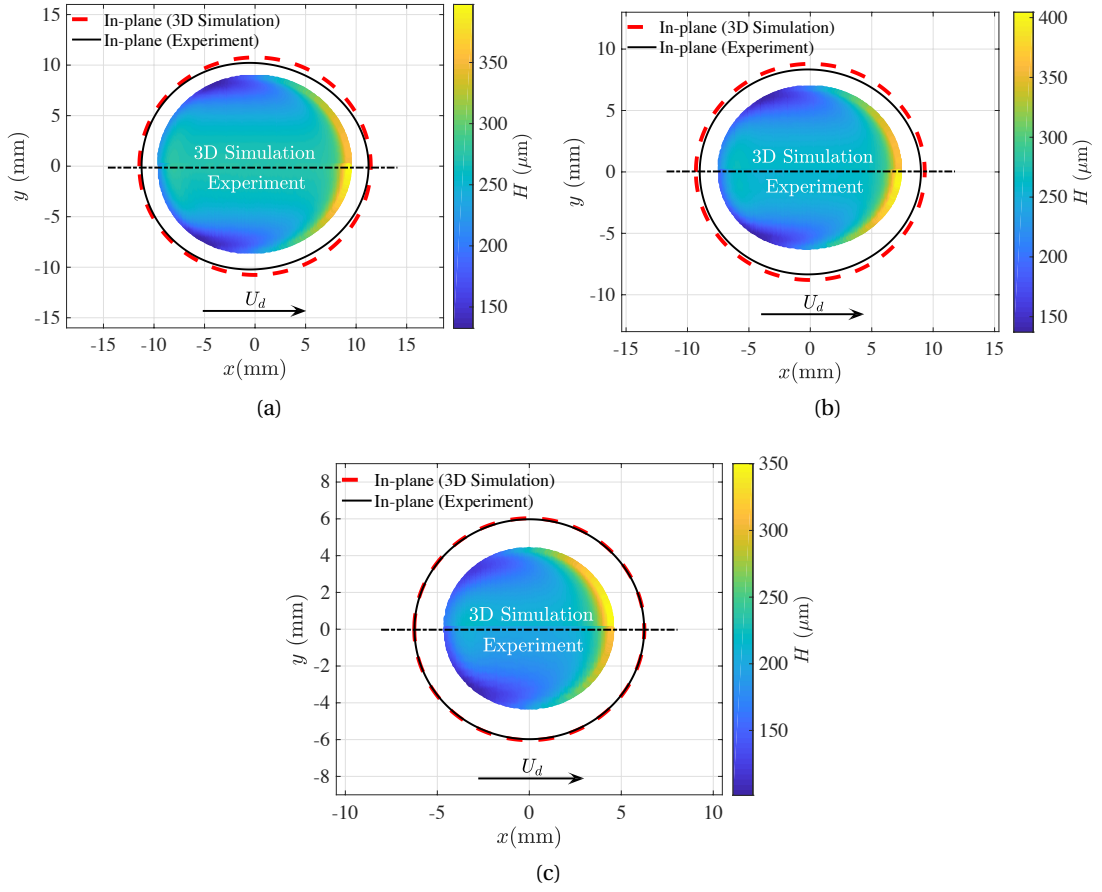 In-plane (3D Simulation)
In-plane (Experiment)
15
10
5
0
-5
-10
-15
y (mm)
3D Simulation
Experiment
U_d
-15 -10 -5 0 5 10 15
x(mm)
350
300
250
200
150
H (μm)
(a)
In-plane (3D Simulation)
In-plane (Experiment)
10
5
0
-5
-10
y (mm)
3D Simulation
Experiment
U_d
-15 -10 -5 0 5 10 15
x(mm)
400
350
300
250
200
150
H (μm)
(b)
In-plane (3D Simulation)
In-plane (Experiment)
8
6
4
2
0
-2
-4
-6
-8
y (mm)
3D Simulation
Experiment
U_d
-10 -5 0 5 10
x(mm)
350
300
250
200
150
H (μm)
(c)